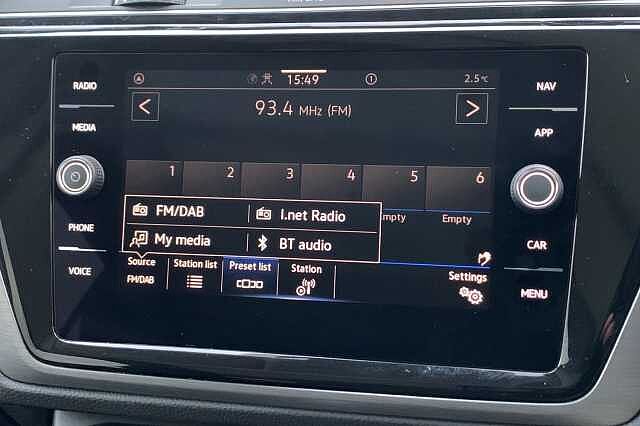 RADIO
MEDIA
PHONE
VOICE
15:49
1
2.5°C
93.4 MHz (FM)
1 2 3 4 5 6
mpty Empty
FM/DAB I.net Radio
My media BT audio
Source Station list Preset list Station Settings
FM/DAB
NAV
APP
CAR
MENU